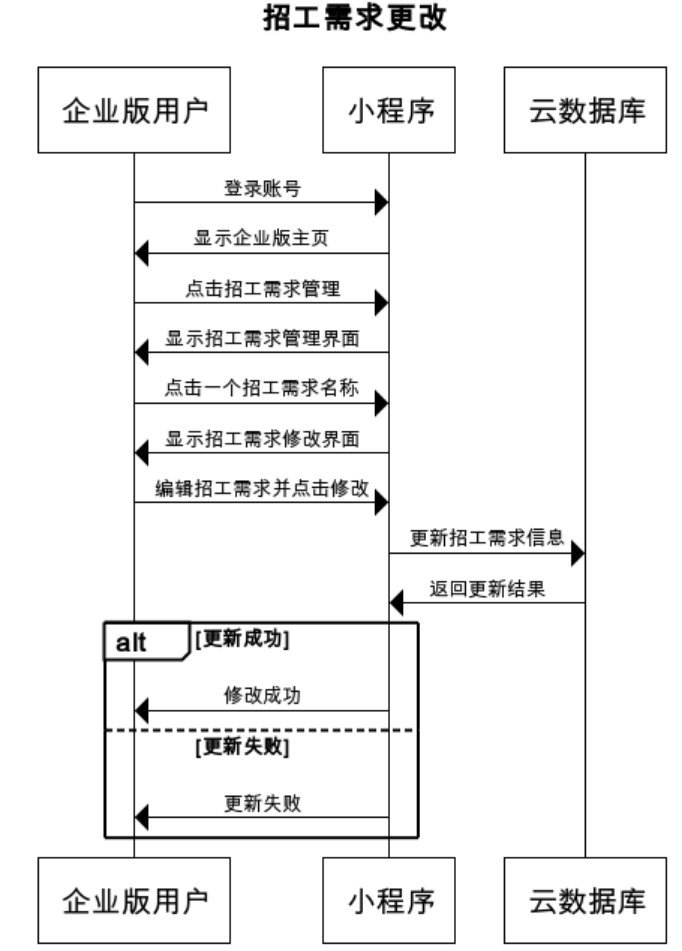 招工需求更改
企业版用户 小程序 云数据库
登录账号
显示企业版主页
点击招工需求管理
显示招工需求管理界面
点击一个招工需求名称
显示招工需求修改界面
编辑招工需求并点击修改
更新招工需求信息
返回更新结果
alt [更新成功]
修改成功
[更新失败]
更新失败
企业版用户 小程序 云数据库